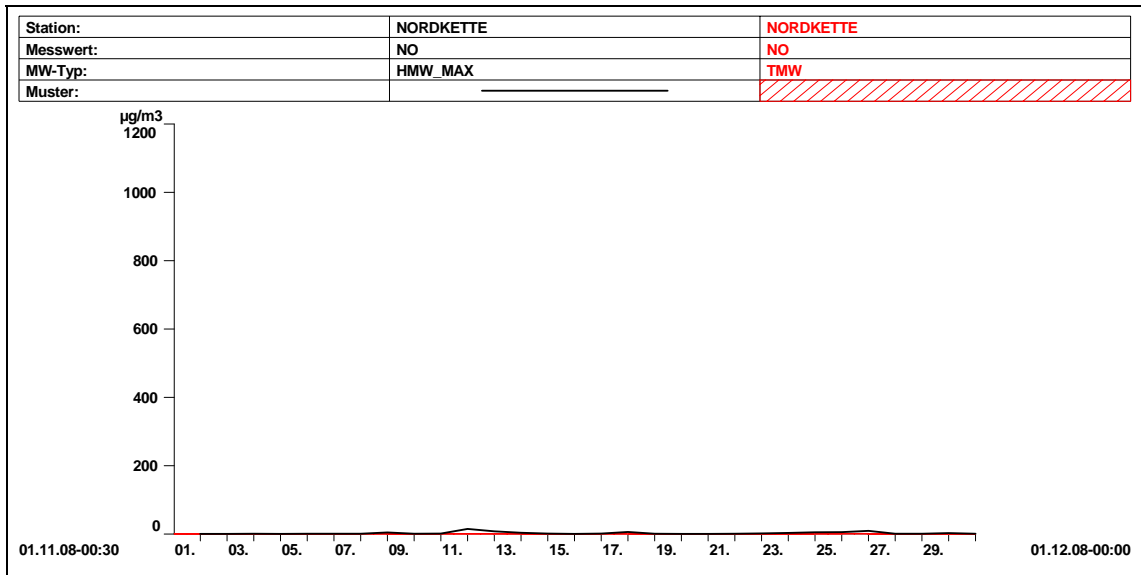 Station: NORDKETTE NORDKETTE
Messwert: NO NO
MW-Typ: HMW_MAX TMW
Muster:
µg/m3
1200
1000
800
600
400
200
0
01.11.08-00:30 01. 03. 05. 07. 09. 11. 13. 15. 17. 19. 21. 23. 25. 27. 29. 01.12.08-00:00